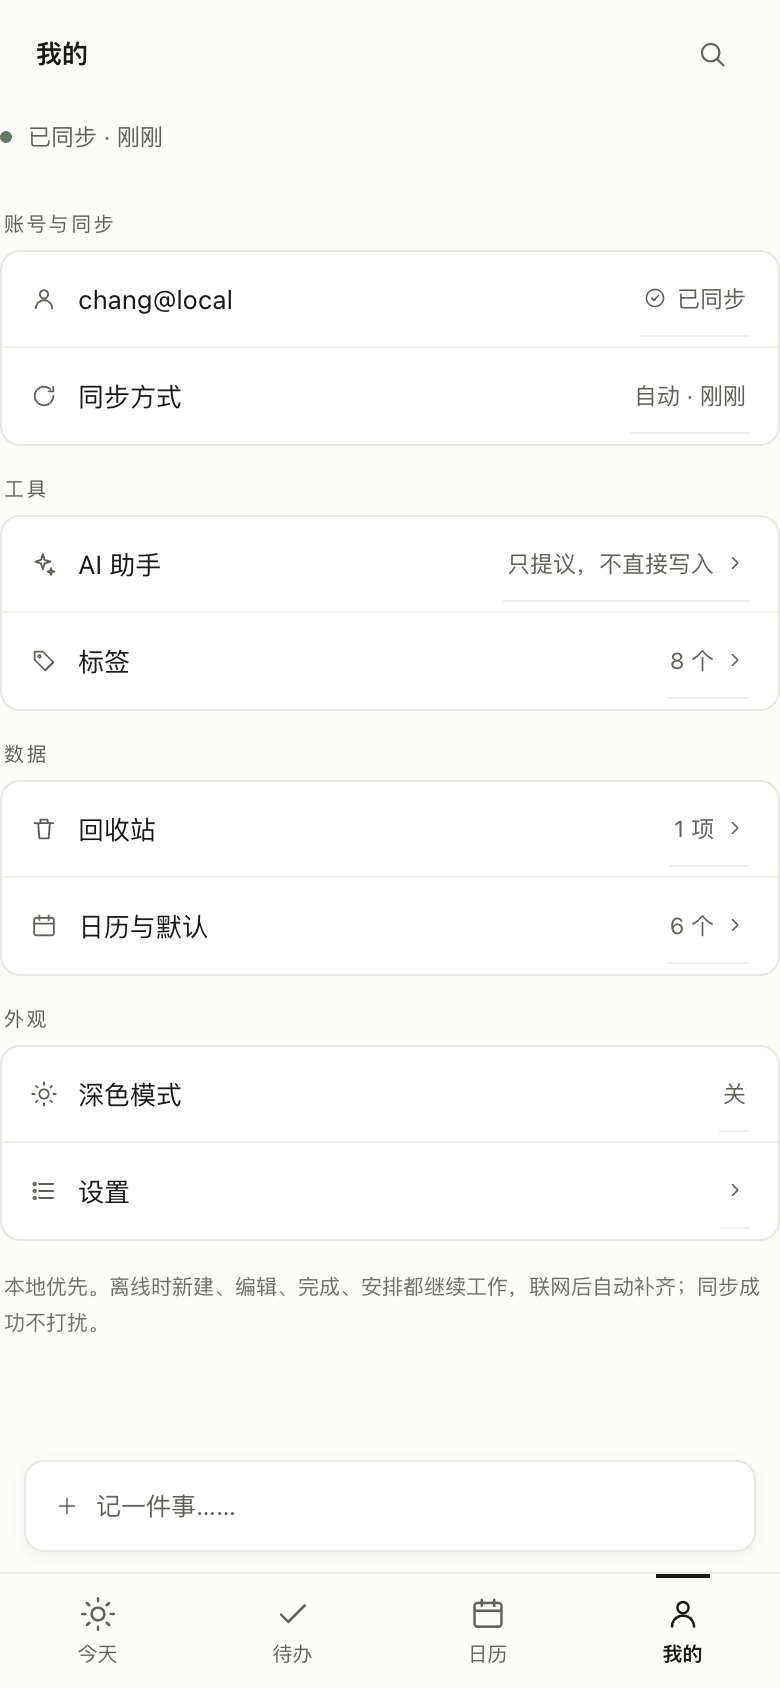 我的
已同步 · 刚刚
账号与同步
chang@local 已同步
同步方式 自动 · 刚刚
工具
AI 助手 只提议，不直接写入
标签 8 个
数据
回收站 1 项
日历与默认 6 个
外观
深色模式 关
设置
本地优先。离线时新建、编辑、完成、安排都继续工作，联网后自动补齐；同步成
功不打扰。
记一件事……
今天 待办 日历 我的